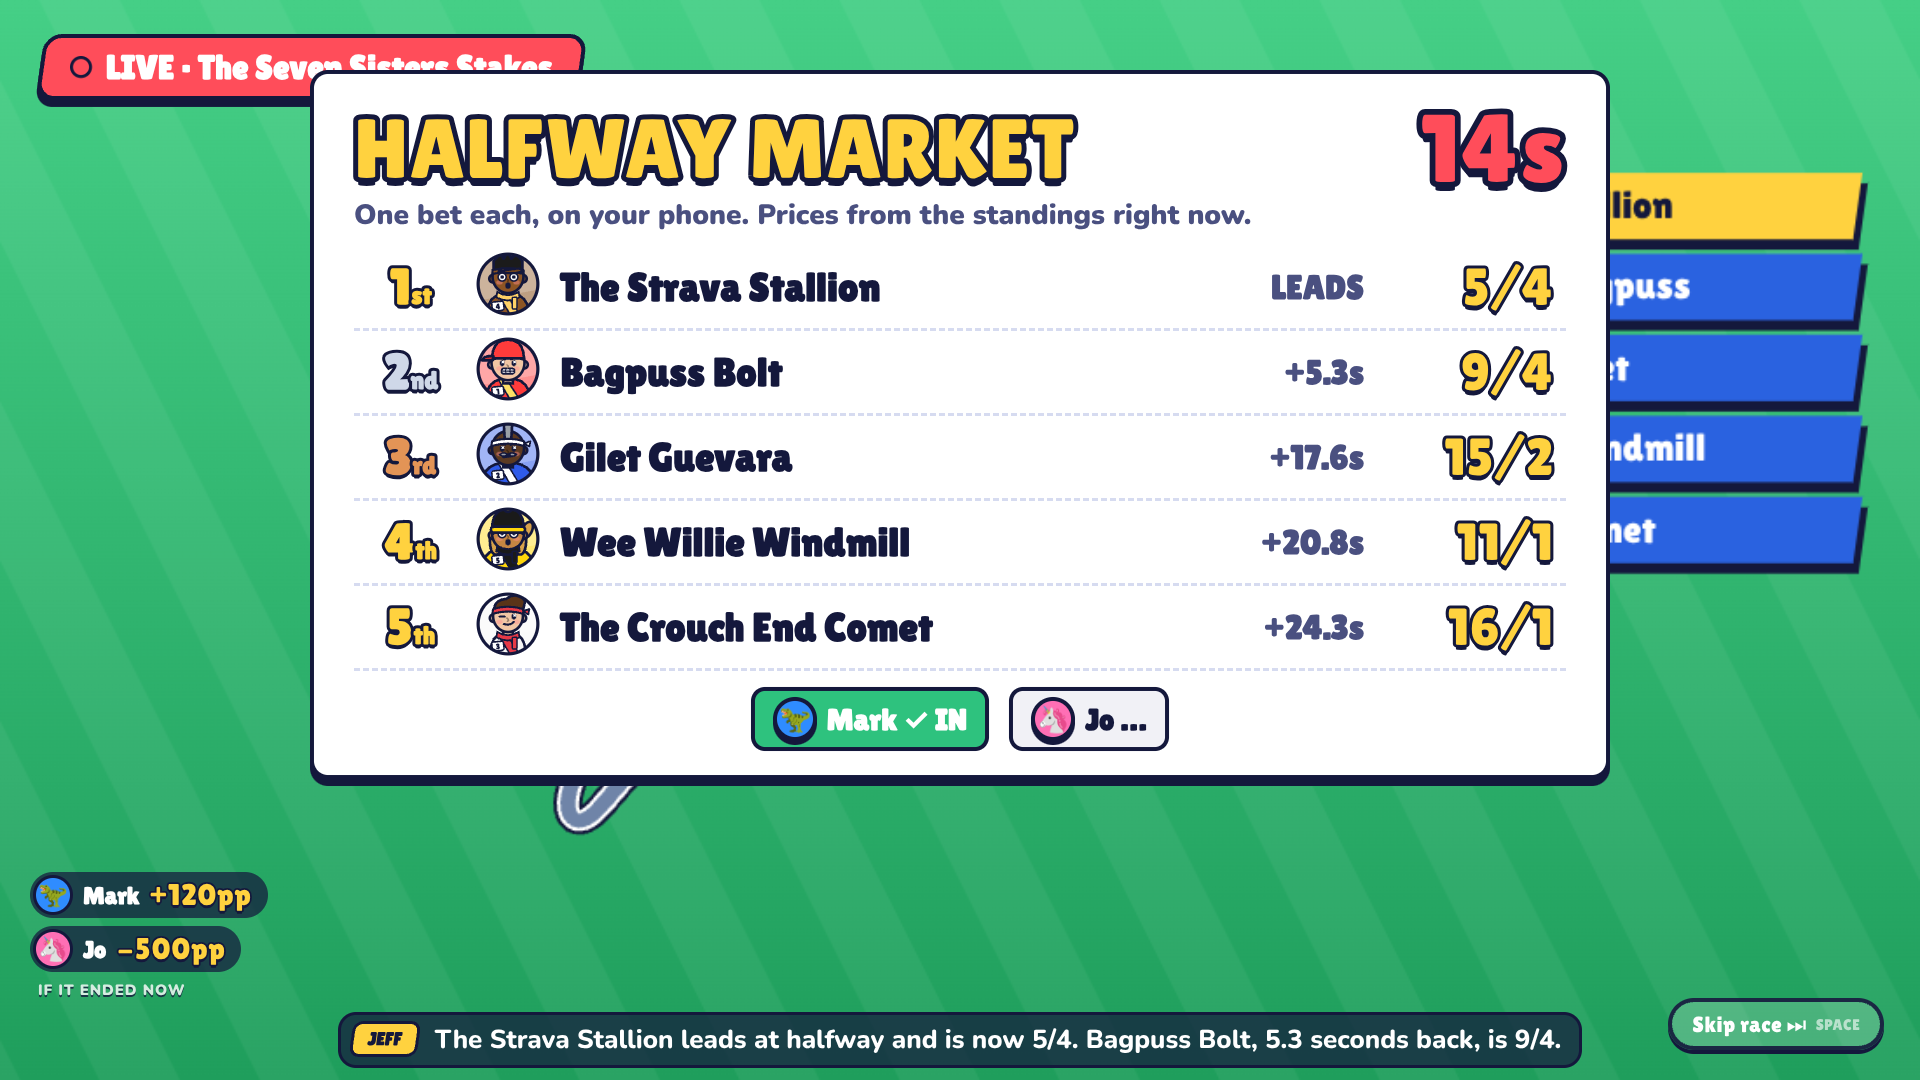 LIVE · The Seven Sisters Stakes
HALFWAY MARKET
14s
One bet each, on your phone. Prices from the standings right now.
1st The Strava Stallion LEADS 5/4
2nd Bagpuss Bolt +5.3s 9/4
3rd Gilet Guevara +17.6s 15/2
4th Wee Willie Windmill +20.8s 11/1
5th The Crouch End Comet +24.3s 16/1
Mark ✓ IN
Jo ...
llion
gpuss
et
ndmill
met
Mark +120pp
Jo -500pp
IF IT ENDED NOW
JEFF The Strava Stallion leads at halfway and is now 5/4. Bagpuss Bolt, 5.3 seconds back, is 9/4.
Skip race ⏭ SPACE